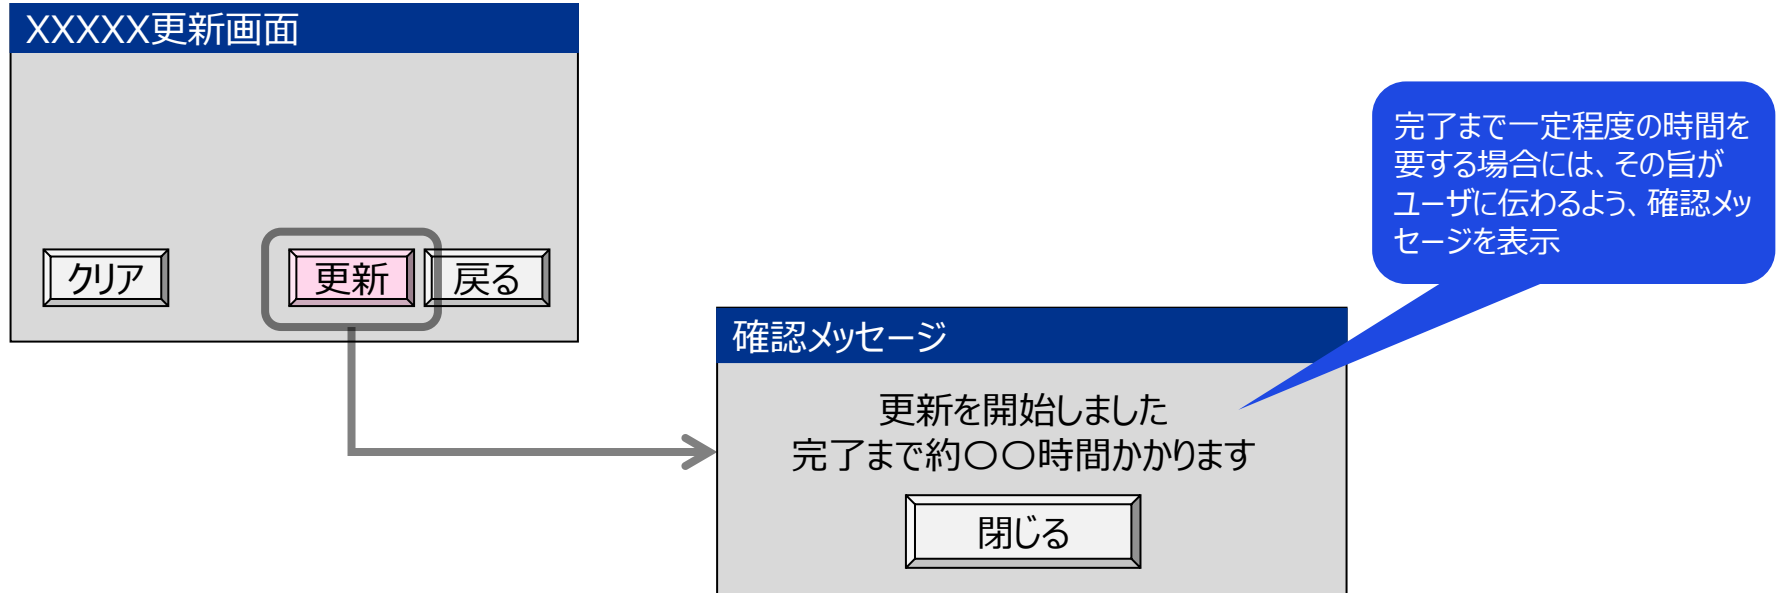 XXXXX更新画面
クリア
更新
戻る
完了まで一定程度の時間を
要する場合には、その旨が
ユーザに伝わるよう、確認メッ
セージを表示
確認メッセージ
更新を開始しました
完了まで約〇〇時間かかります
閉じる